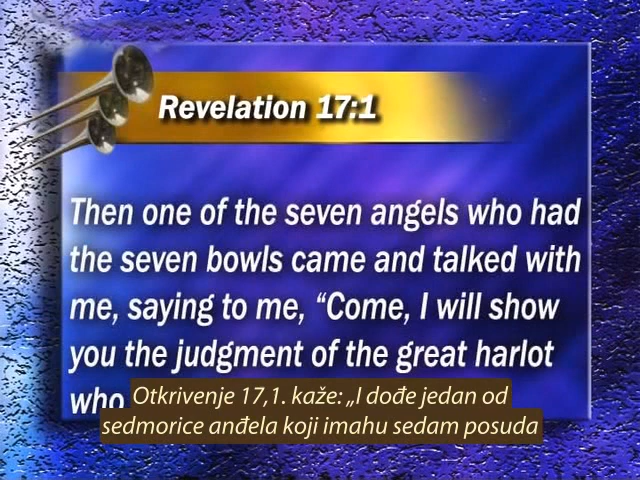 Revelation 17:1
Then one of the seven angels who had
the seven bowls came and talked with
me, saying to me, “Come, I will show
you the judgment of the great harlot
who
Otkrivenje 17,1. kaže: „I dođe jedan od
sedmorice anđela koji imahu sedam posuda